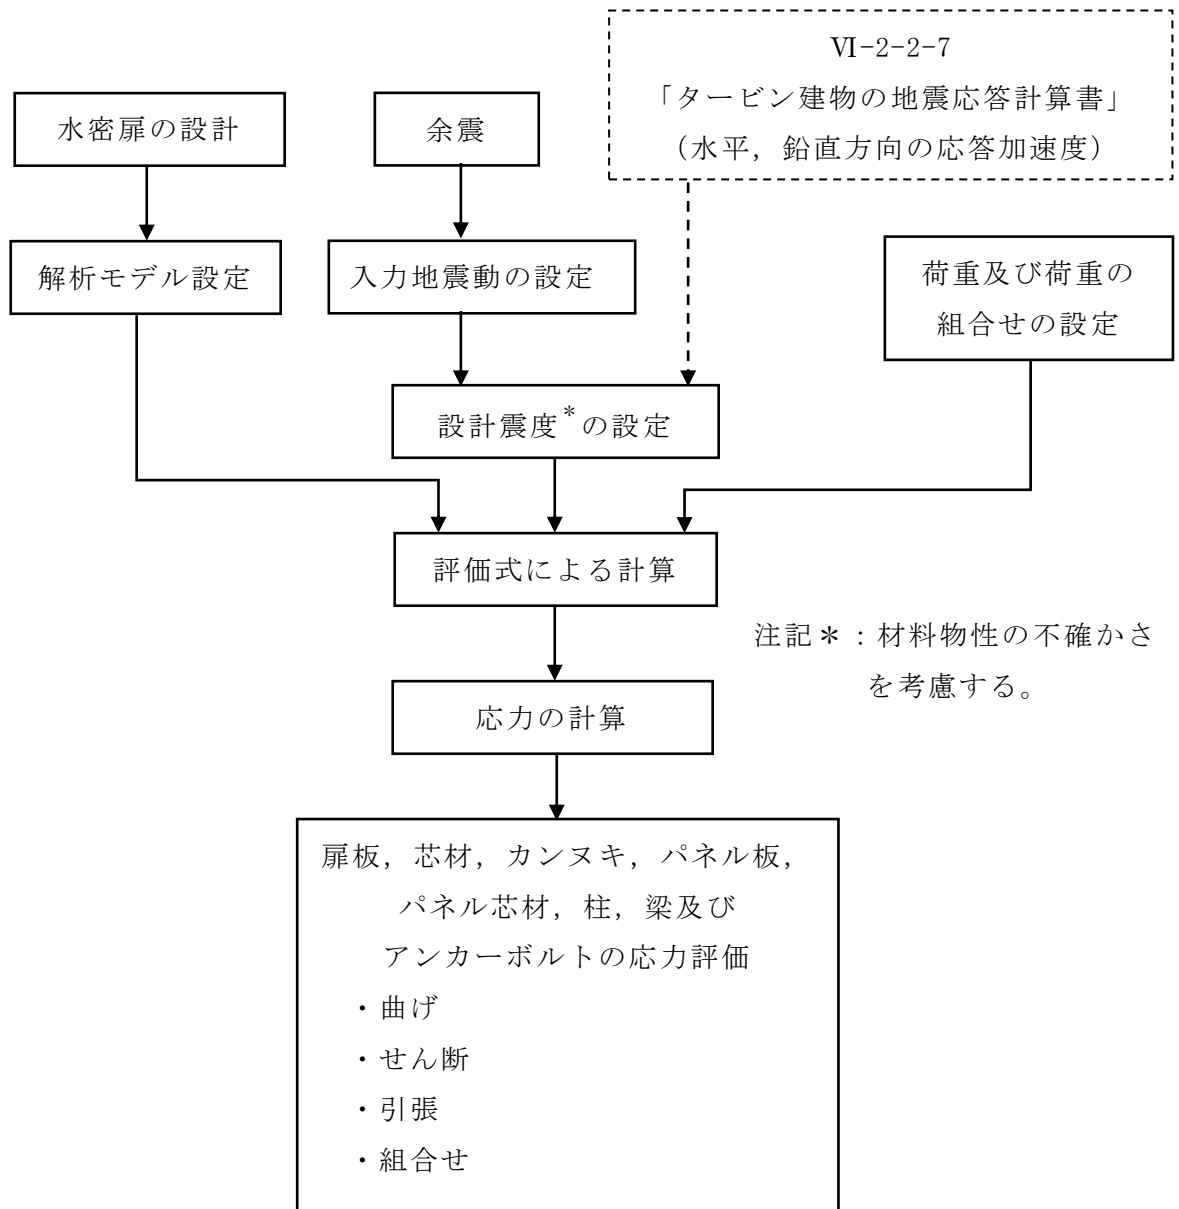 Ⅵ-2-2-7
「タービン建物の地震応答計算書」
（水平，鉛直方向の応答加速度）
水密扉の設計
余震
解析モデル設定
入力地震動の設定
荷重及び荷重の
組合せの設定
設計震度*の設定
評価式による計算
注記＊：材料物性の不確かさ
を考慮する。
応力の計算
扉板，芯材，カンヌキ，パネル板，
パネル芯材，柱，梁及び
アンカーボルトの応力評価
・曲げ
・せん断
・引張
・組合せ